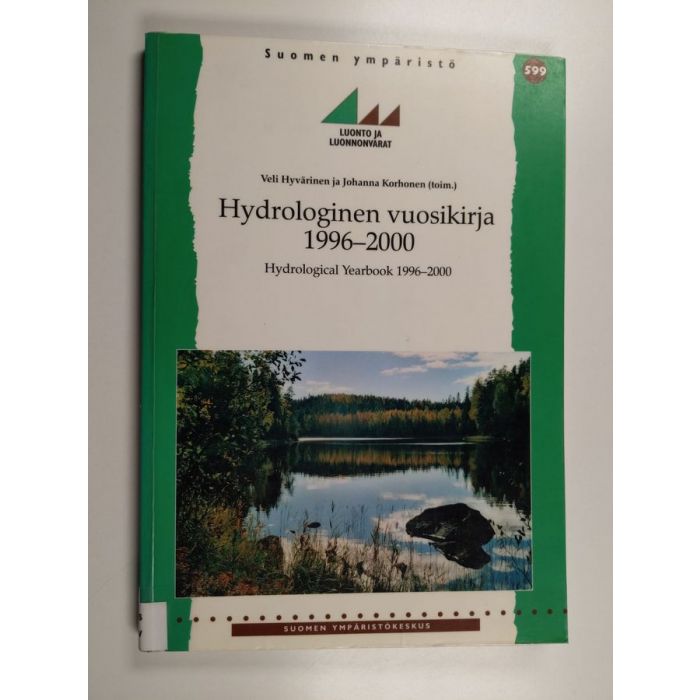 Suomen ympäristö
599
LUONTO JA
LUONNONVARAT
Veli Hyvärinen ja Johanna Korhonen (toim.)
Hydrologinen vuosikirja
1996–2000
Hydrological Yearbook 1996–2000
SUOMEN YMPÄRISTÖKESKUS